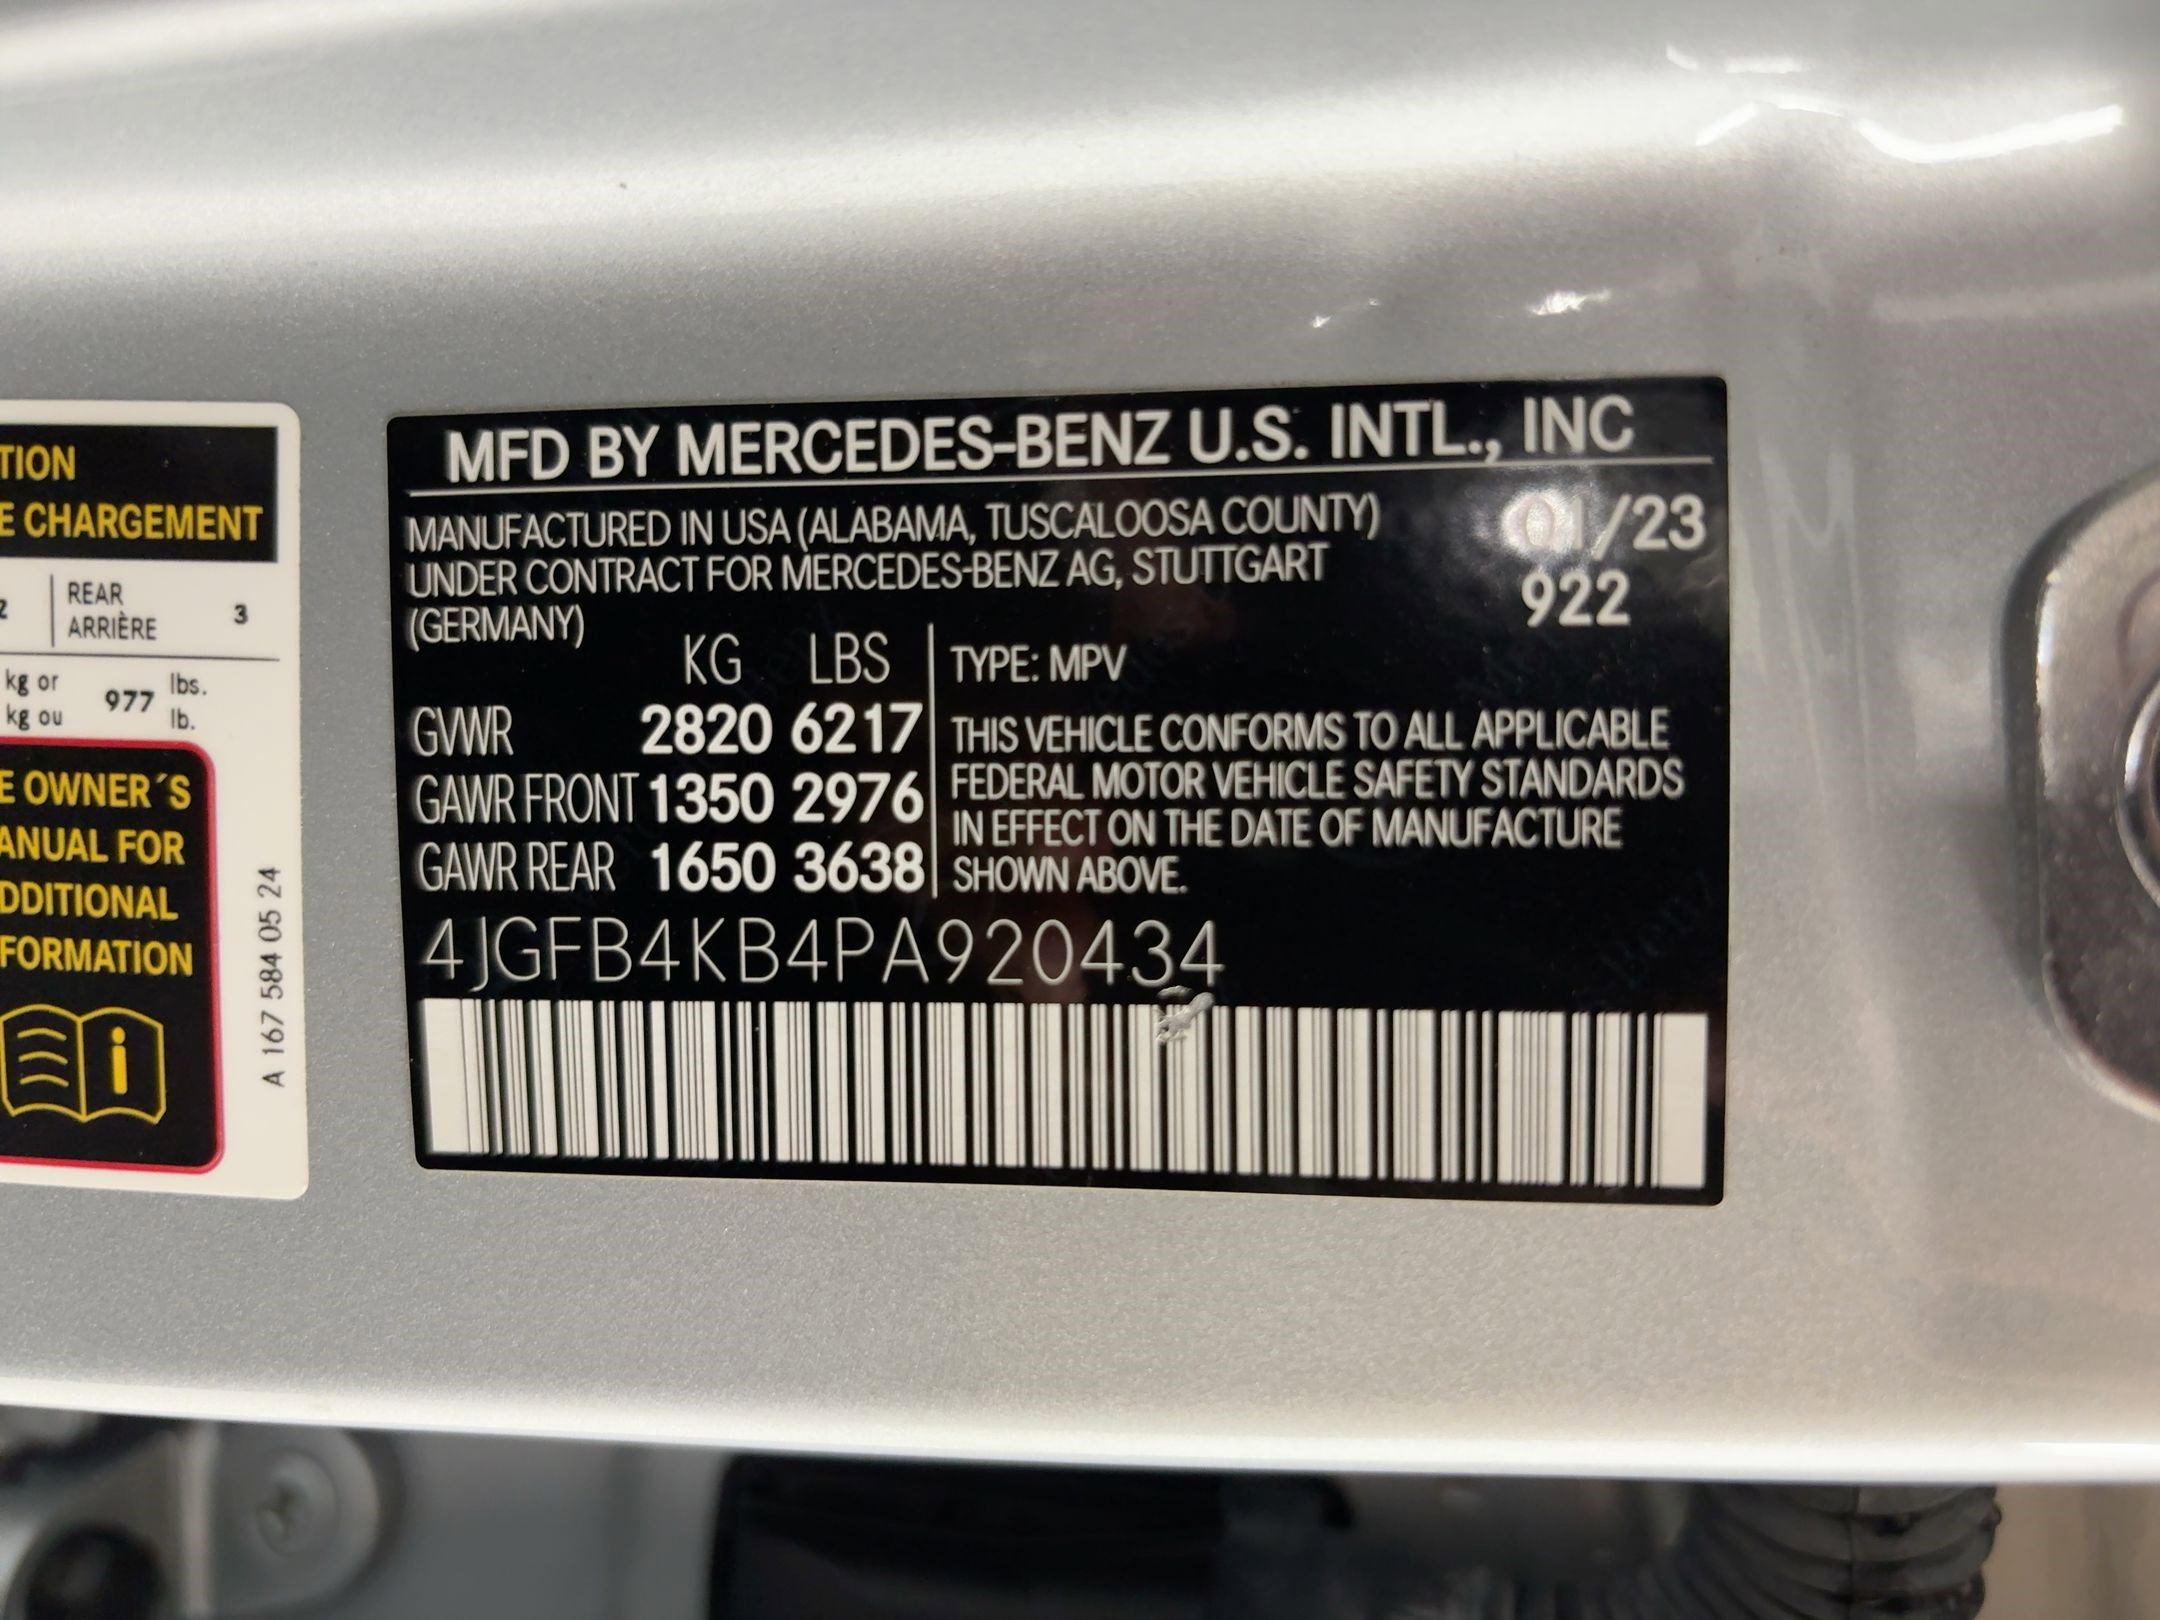 TION
E CHARGEMENT
2 REAR
ARRIÈRE 3
kg or 977 lbs.
kg ou lb.
E OWNER´S
ANUAL FOR
DDITIONAL
FORMATION
i
A 167 584 05 24
MFD BY MERCEDES-BENZ U.S. INTL., INC
MANUFACTURED IN USA (ALABAMA, TUSCALOOSA COUNTY) 01/23
UNDER CONTRACT FOR MERCEDES-BENZ AG, STUTTGART 922
(GERMANY)
KG LBS
GVWR 2820 6217
GAWR FRONT 1350 2976
GAWR REAR 1650 3638
TYPE: MPV
THIS VEHICLE CONFORMS TO ALL APPLICABLE
FEDERAL MOTOR VEHICLE SAFETY STANDARDS
IN EFFECT ON THE DATE OF MANUFACTURE
SHOWN ABOVE.
4JGFB4KB4PA920434